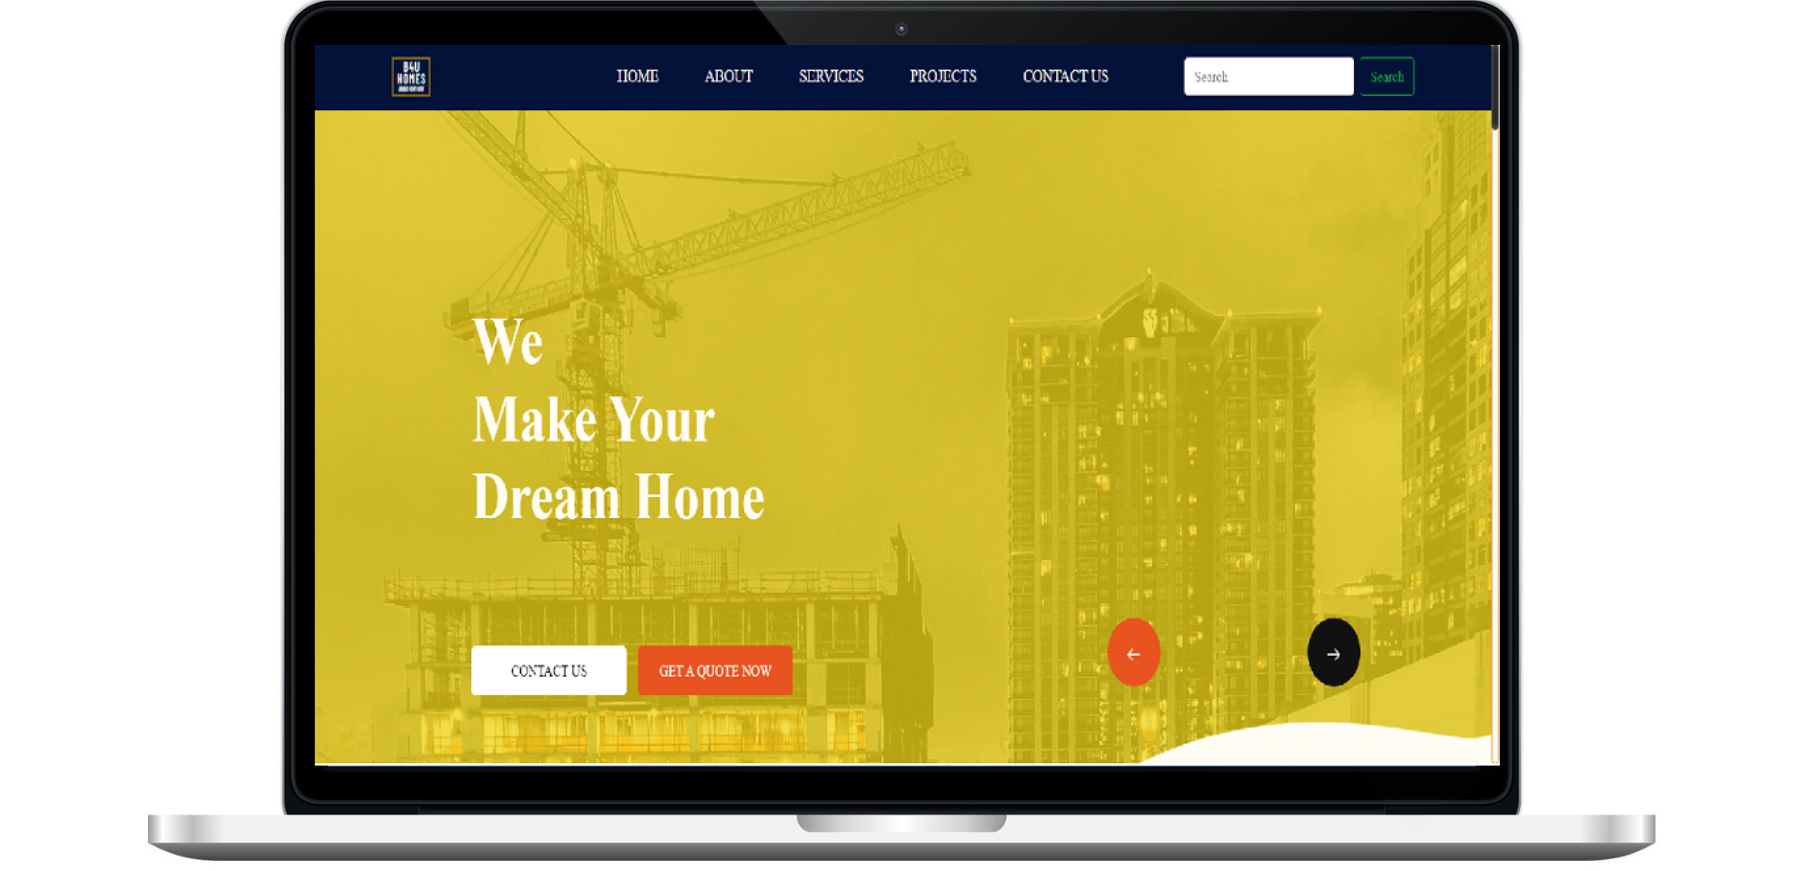 B4U
HOMES
HOME
ABOUT
SERVICES
PROJECTS
CONTACT US
Search
Search
We
Make Your
Dream Home
CONTACT US
GET A QUOTE NOW